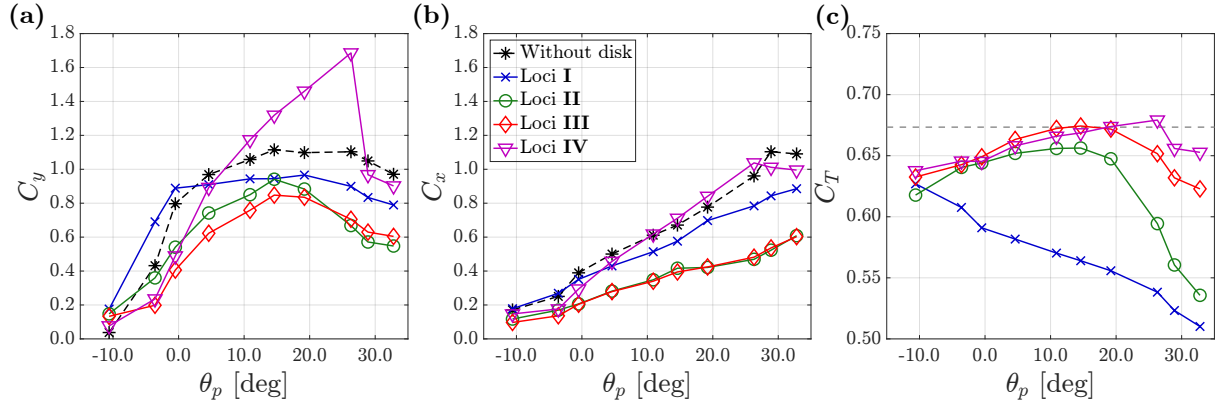 (a)
1.8
1.6
1.4
1.2
1.0
0.8
0.6
0.4
0.2
0.0
-10.0 0.0 10.0 20.0 30.0
C_y
θ_p [deg]
(b)
1.8
1.6
1.4
1.2
1.0
0.8
0.6
0.4
0.2
0.0
-10.0 0.0 10.0 20.0 30.0
C_x
θ_p [deg]
Without disk
Loci I
Loci II
Loci III
Loci IV
(c)
0.75
0.70
0.65
0.60
0.55
0.50
-10.0 0.0 10.0 20.0 30.0
C_T
θ_p [deg]